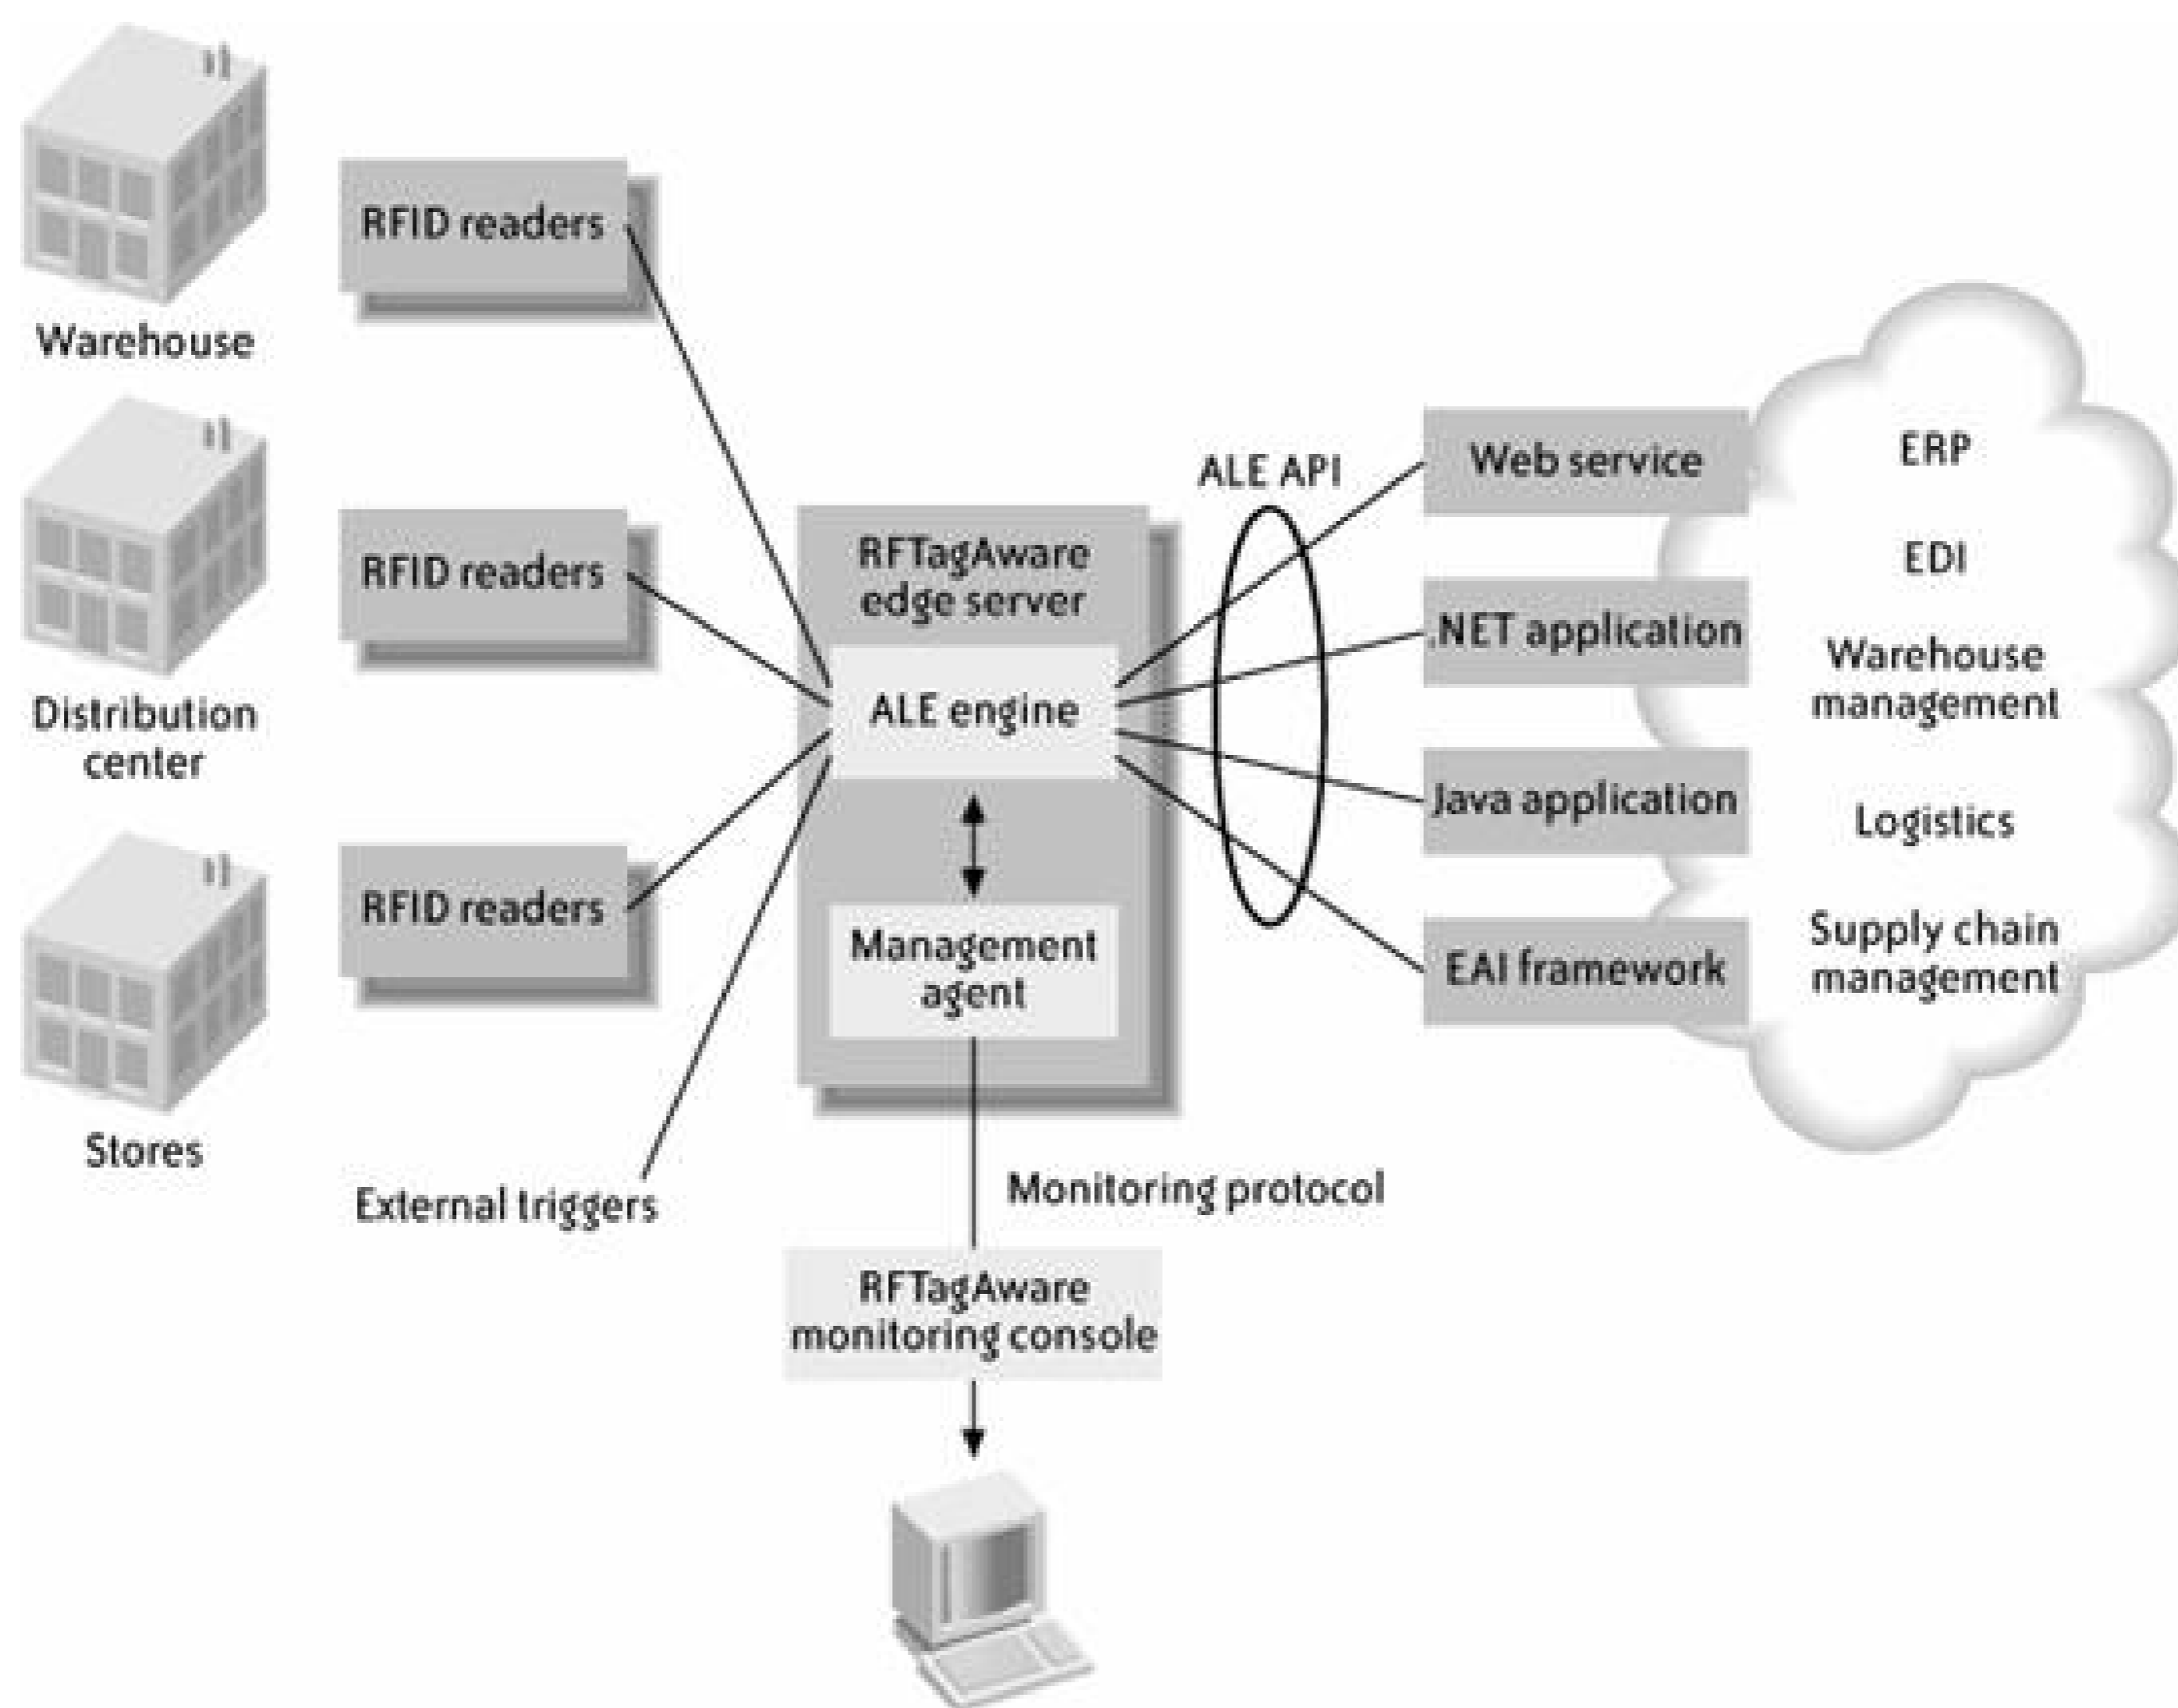 Warehouse
Distribution
center
Stores
RFID readers
RFID readers
RFID readers
External triggers
RFTagAware
edge server
ALE engine
Management
agent
Monitoring protocol
RFTagAware
monitoring console
ALE API
Web service
.NET application
Java application
EAI framework
ERP
EDI
Warehouse
management
Logistics
Supply chain
management